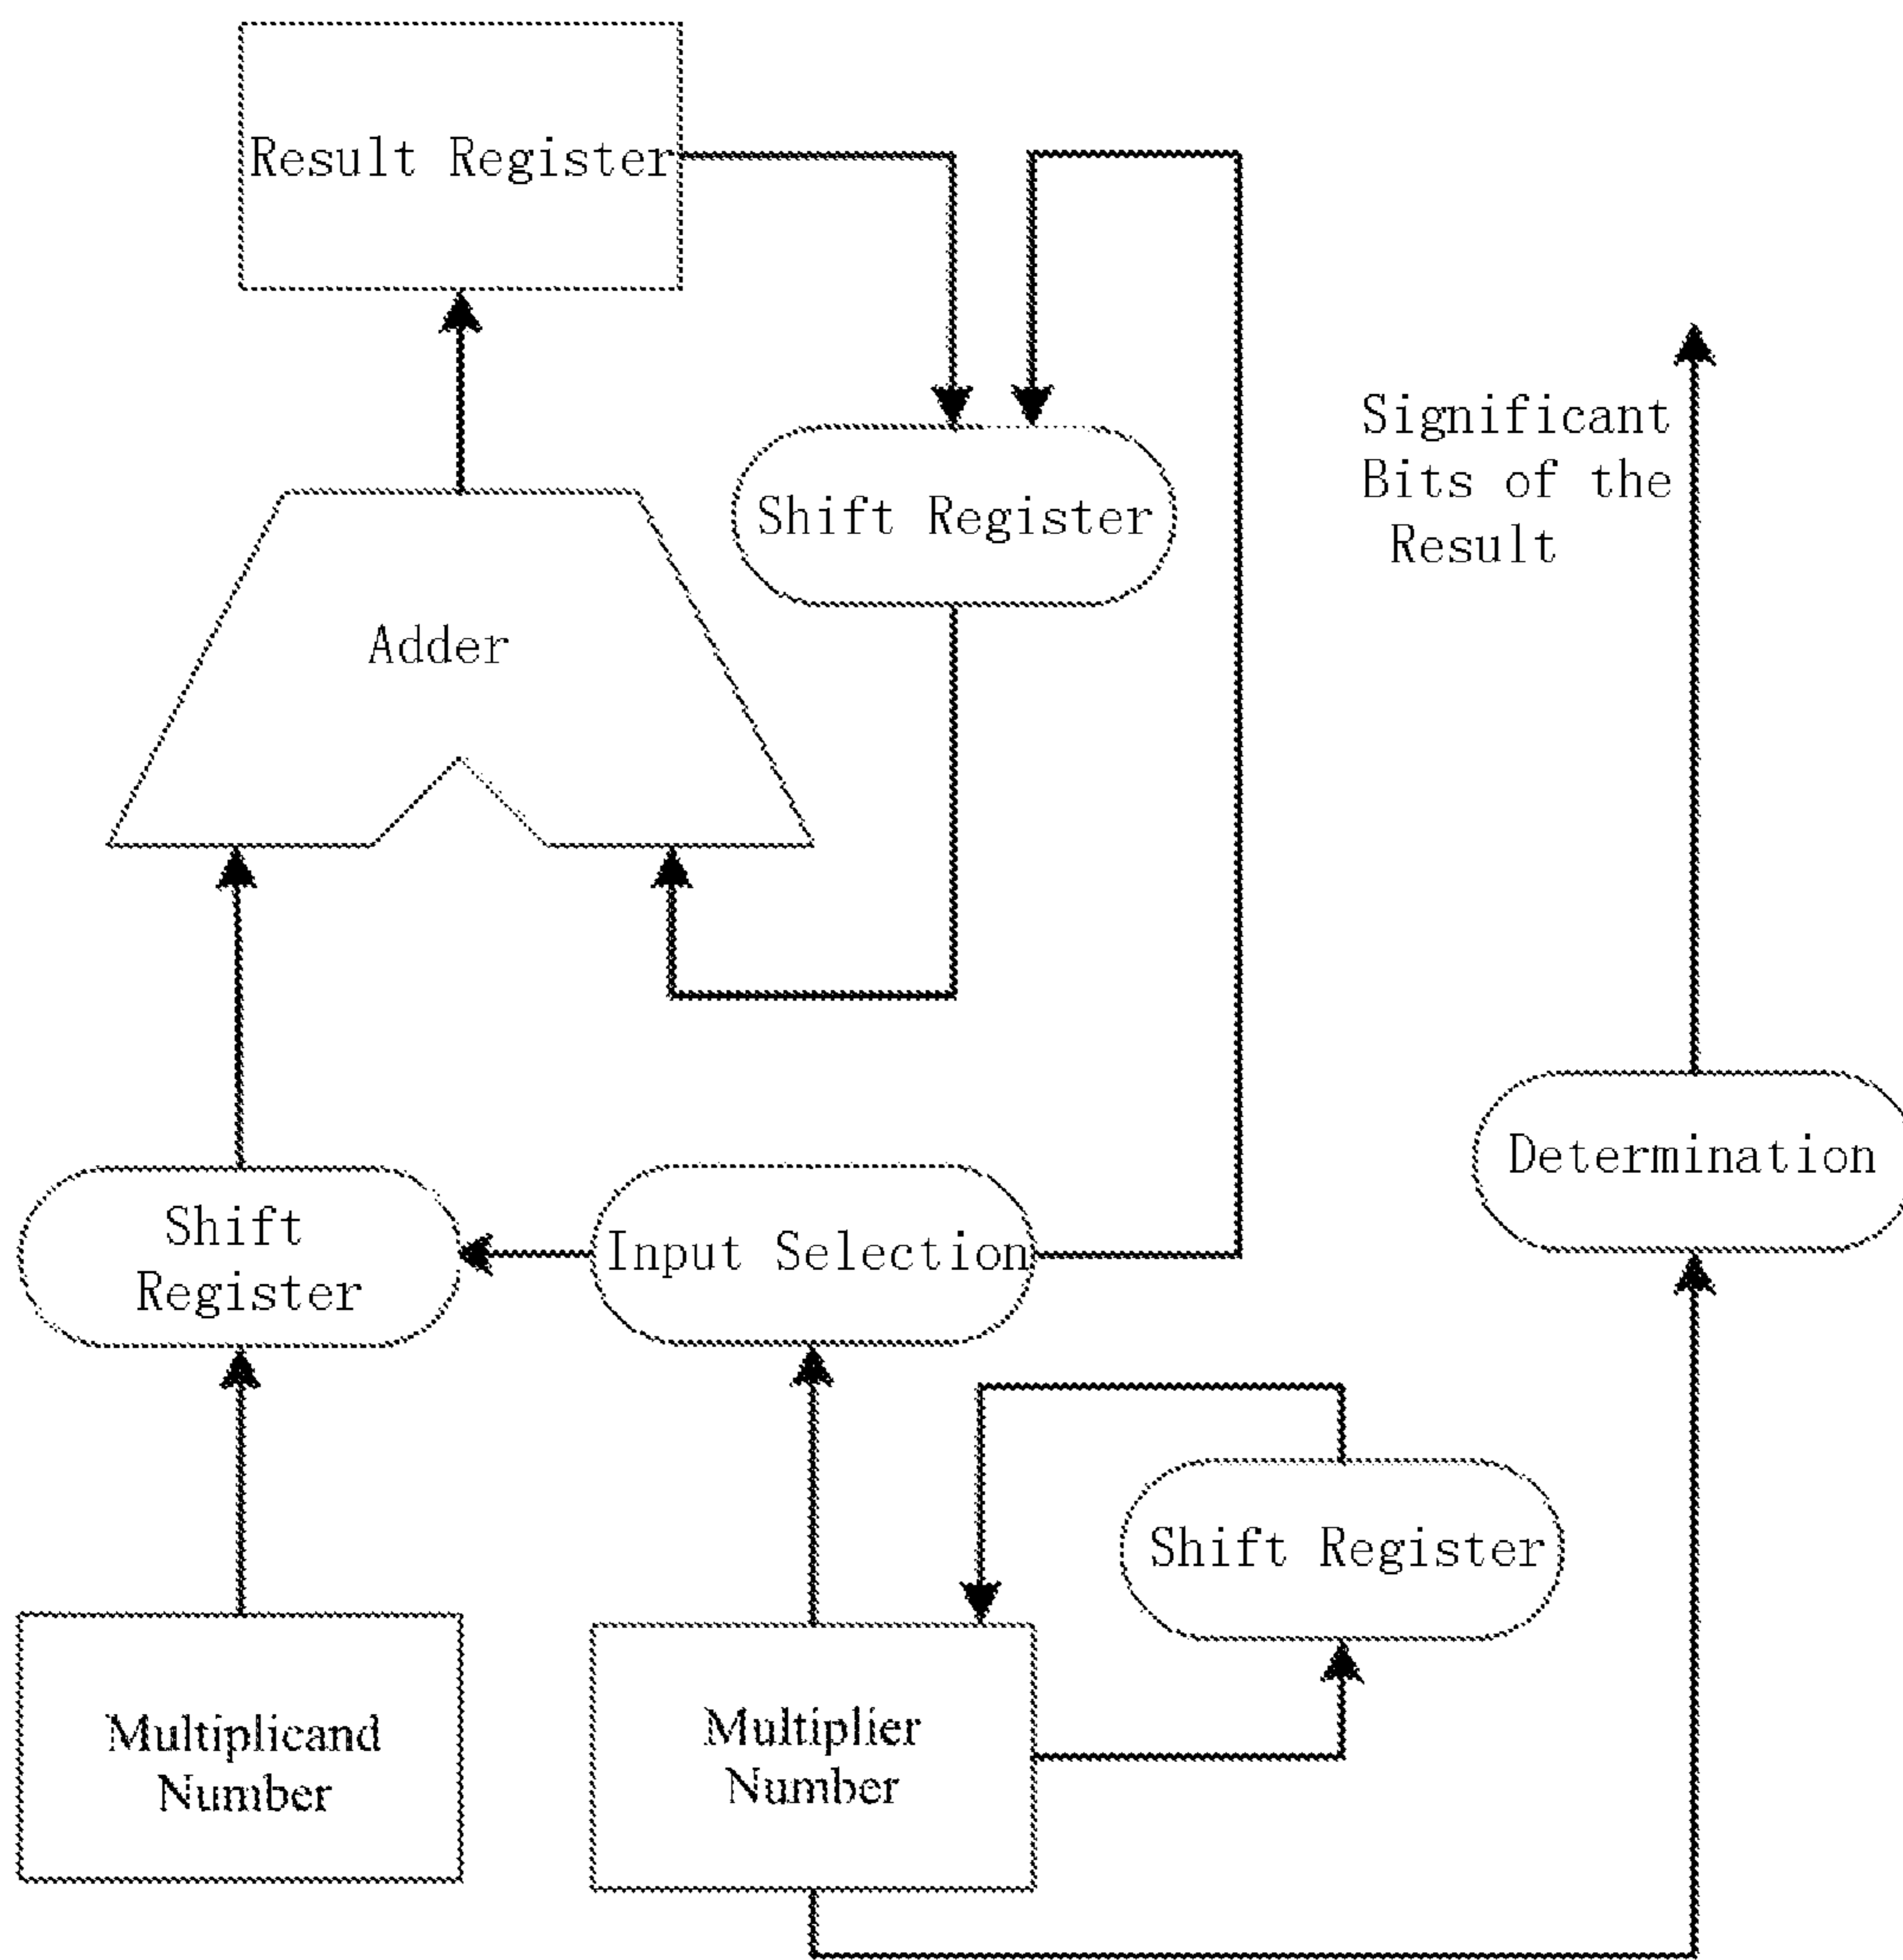 Result Register
Significant
Bits of the
Result
Shift Register
Adder
Determination
Shift
Register
Input Selection
Shift Register
Multiplicand
Number
Multiplier
Number